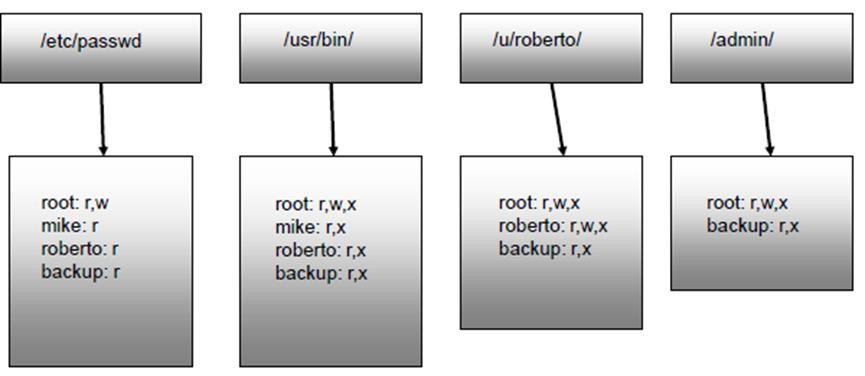 /etc/passwd
/usr/bin/
/u/roberto/
/admin/
root: r,w
mike: r
roberto: r
backup: r
root: r,w,x
mike: r,x
roberto: r,x
backup: r,x
root: r,w,x
roberto: r,w,x
backup: r,x
root: r,w,x
backup: r,x